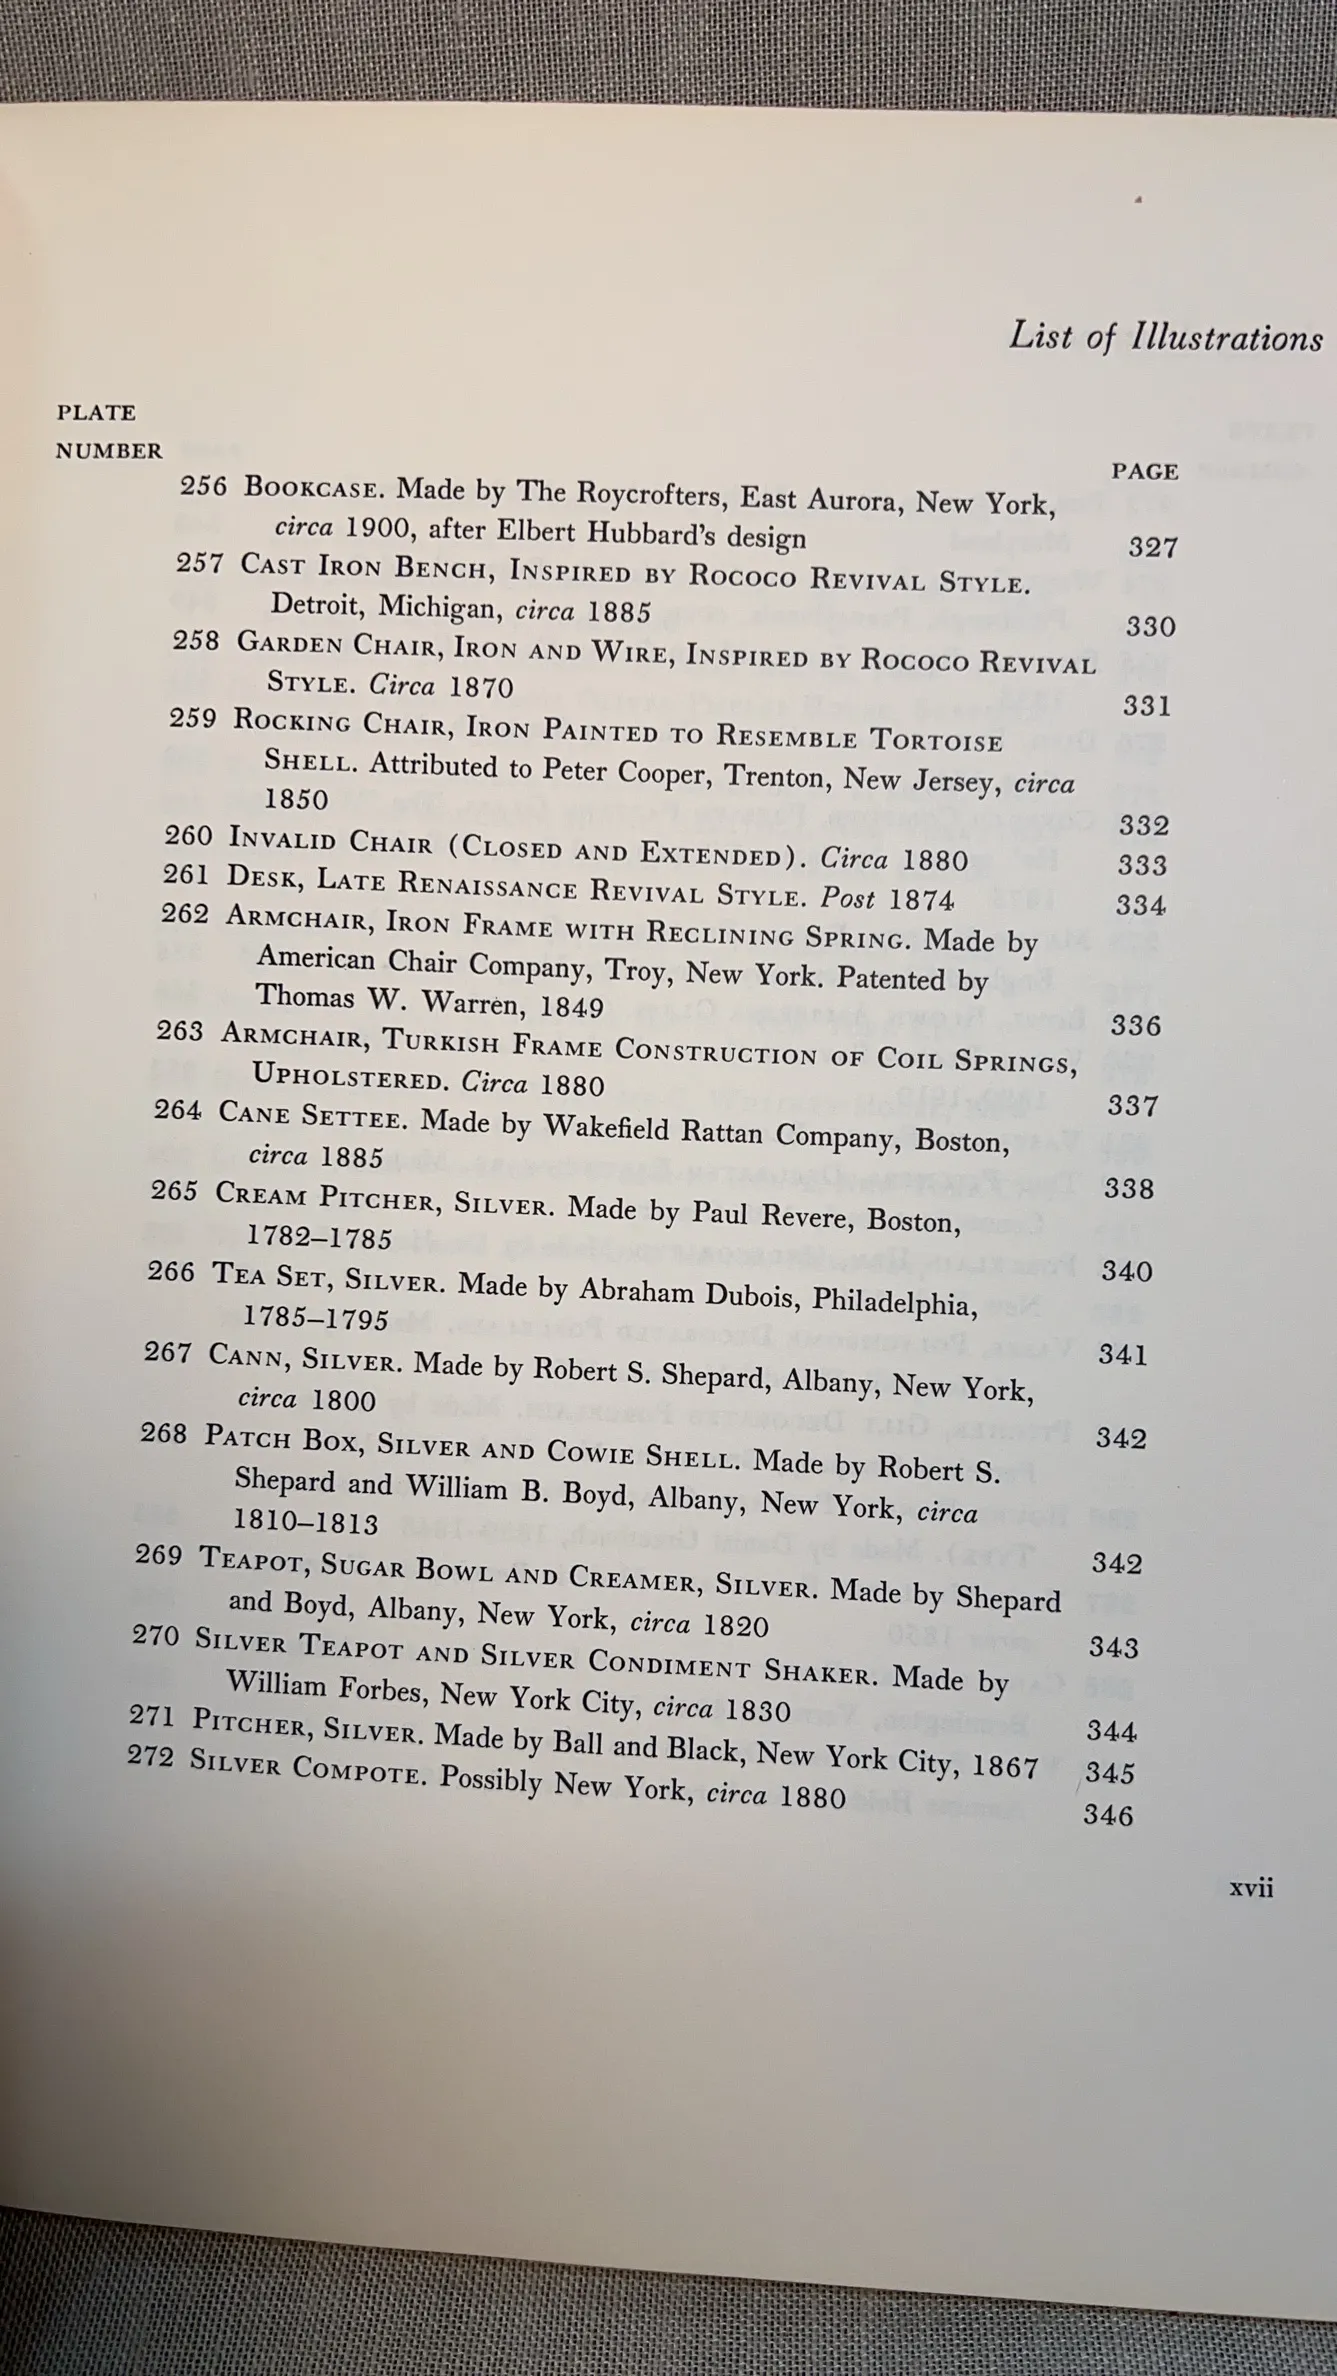 List of Illustrations
PLATE
NUMBER
PAGE
256 BOOKCASE. Made by The Roycrofters, East Aurora, New York,
circa 1900, after Elbert Hubbard's design 327
257 CAST IRON BENCH, INSPIRED BY ROCOCO REVIVAL STYLE.
Detroit, Michigan, circa 1885 330
258 GARDEN CHAIR, IRON AND WIRE, INSPIRED BY ROCOCO REVIVAL
STYLE. Circa 1870 331
259 ROCKING CHAIR, IRON PAINTED TO RESEMBLE TORTOISE
SHELL. Attributed to Peter Cooper, Trenton, New Jersey, circa
1850 332
260 INVALID CHAIR (CLOSED AND EXTENDED). Circa 1880 333
261 DESK, LATE RENAISSANCE REVIVAL STYLE. Post 1874 334
262 ARMCHAIR, IRON FRAME WITH RECLINING SPRING. Made by
American Chair Company, Troy, New York. Patented by
Thomas W. Warren, 1849 336
263 ARMCHAIR, TURKISH FRAME CONSTRUCTION OF COIL SPRINGS,
UPHOLSTERED. Circa 1880 337
264 CANE SETTEE. Made by Wakefield Rattan Company, Boston,
circa 1885 338
265 CREAM PITCHER, SILVER. Made by Paul Revere, Boston,
1782–1785 340
266 TEA SET, SILVER. Made by Abraham Dubois, Philadelphia,
1785–1795 341
267 CANN, SILVER. Made by Robert S. Shepard, Albany, New York,
circa 1800 342
268 PATCH BOX, SILVER AND COWIE SHELL. Made by Robert S.
Shepard and William B. Boyd, Albany, New York, circa
1810–1813 342
269 TEAPOT, SUGAR BOWL AND CREAMER, SILVER. Made by Shepard
and Boyd, Albany, New York, circa 1820 343
270 SILVER TEAPOT AND SILVER CONDIMENT SHAKER. Made by
William Forbes, New York City, circa 1830 344
271 PITCHER, SILVER. Made by Ball and Black, New York City, 1867 345
272 SILVER COMPOTE. Possibly New York, circa 1880 346
xvii